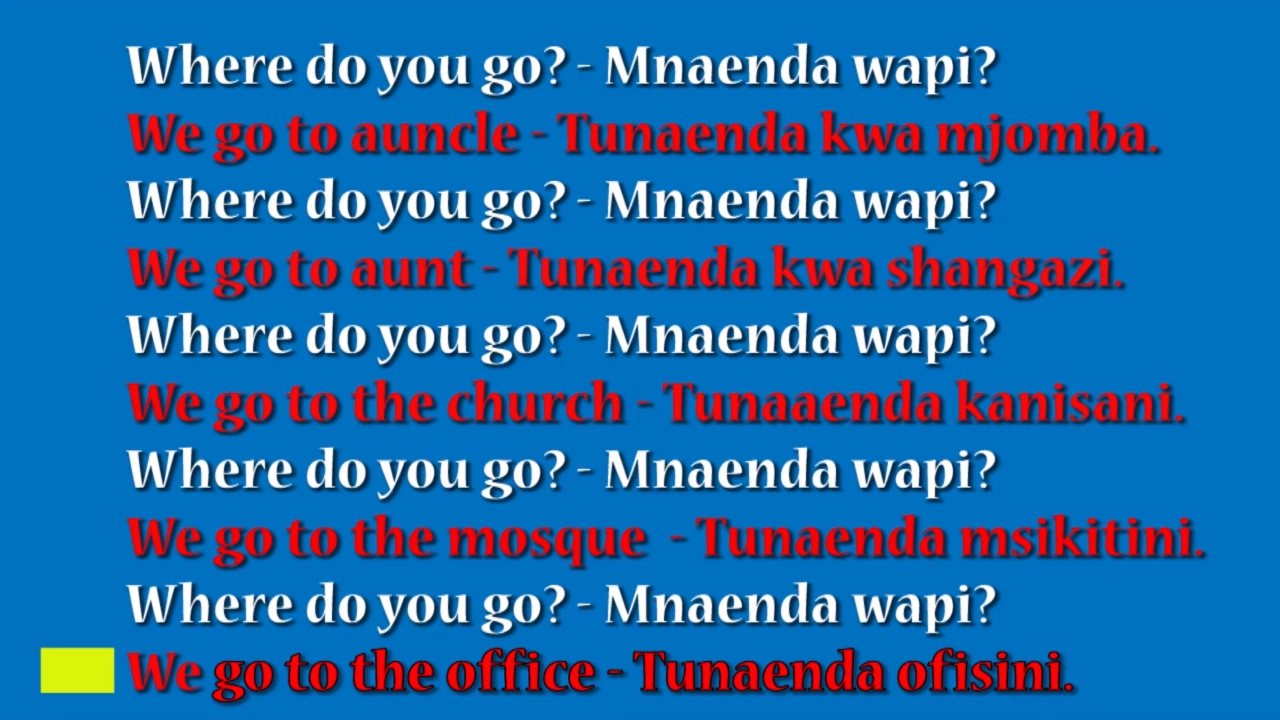 Where do you go? - Mnaenda wapi?
We go to auncle - Tunaenda kwa mjomba.
Where do you go? - Mnaenda wapi?
We go to aunt - Tunaenda kwa shangazi.
Where do you go? - Mnaenda wapi?
We go to the church - Tunaaenda kanisani.
Where do you go? - Mnaenda wapi?
We go to the mosque - Tunaenda msikitini.
Where do you go? - Mnaenda wapi?
We go to the office - Tunaenda ofisini.